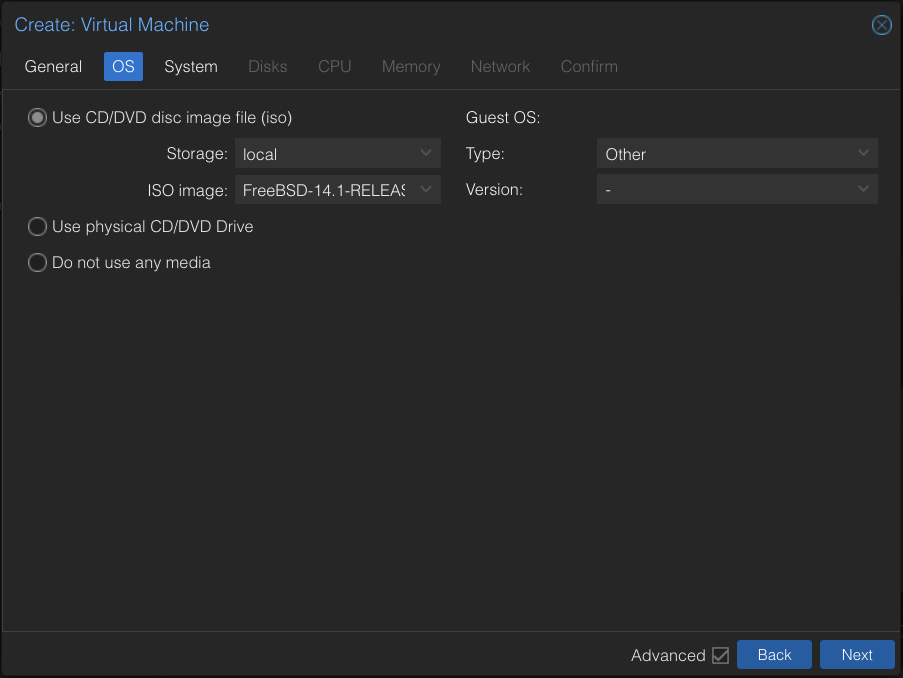 Create: Virtual Machine
General OS System Disks CPU Memory Network Confirm
Use CD/DVD disc image file (iso)
Storage: local
ISO image: FreeBSD-14.1-RELEAS
Use physical CD/DVD Drive
Do not use any media
Guest OS:
Type: Other
Version: -
Advanced Back Next